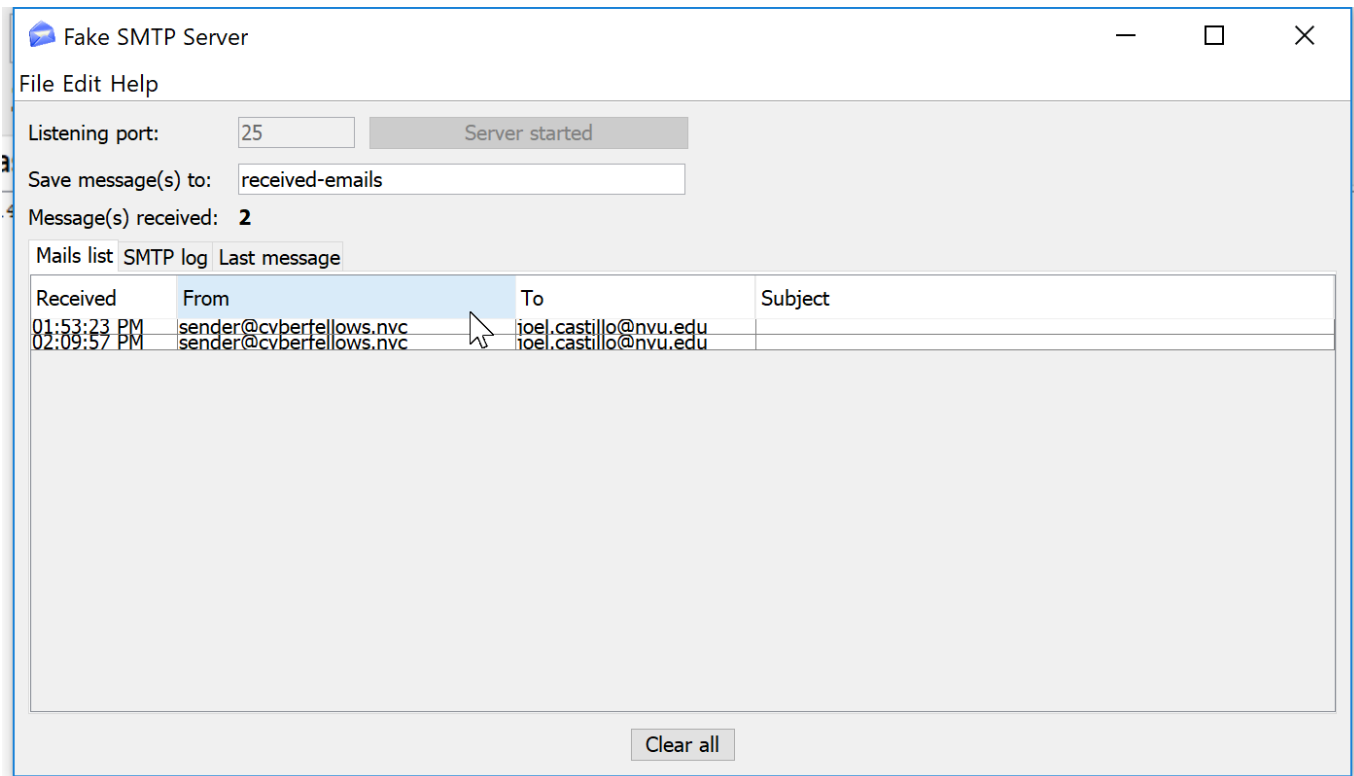 Fake SMTP Server
File Edit Help
Listening port: 25 Server started
Save message(s) to: received-emails
Message(s) received: 2
Mails list SMTP log Last message
Received From To Subject
01:53:23 PM sender@cyberfellows.nyc joel.castillo@nyu.edu
02:09:57 PM sender@cyberfellows.nyc joel.castillo@nyu.edu
Clear all